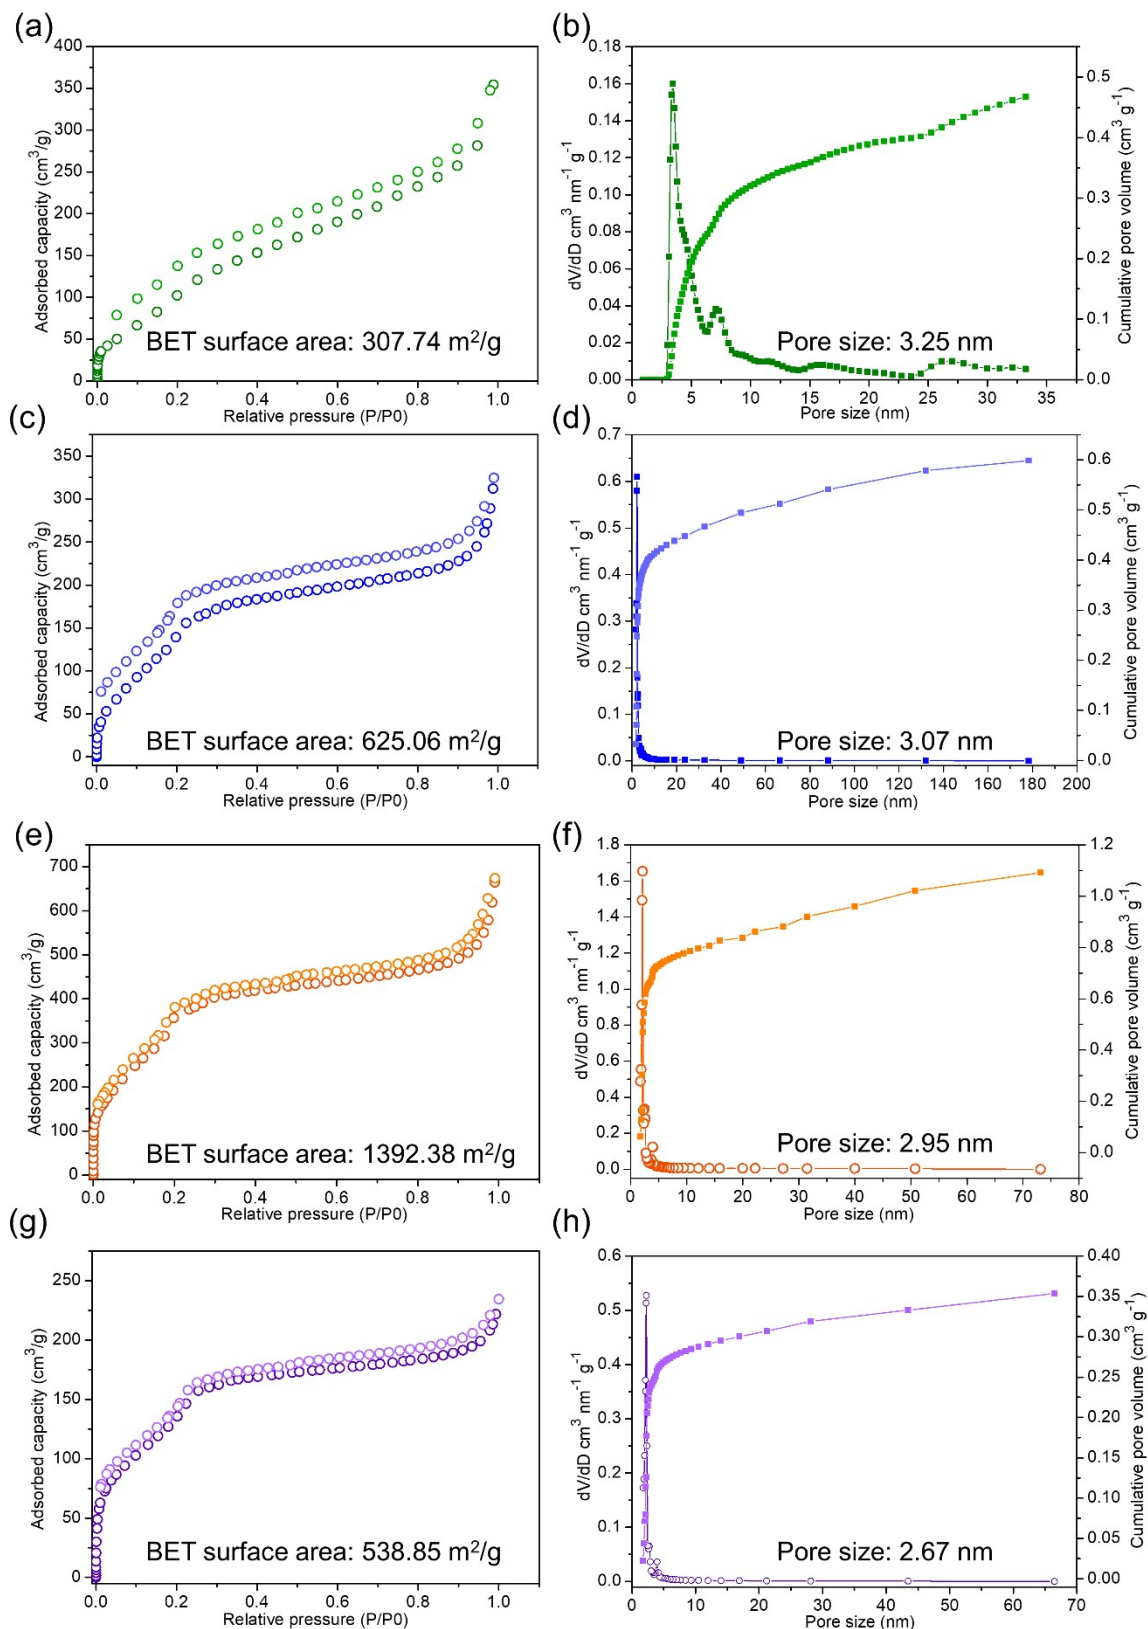 (a)
400
350
300
250
200
150
100
50
0
Adsorbed capacity (cm³/g)
BET surface area: 307.74 m²/g
0.0 0.2 0.4 0.6 0.8 1.0
Relative pressure (P/P0)
(b)
0.18
0.16
0.14
0.12
0.10
0.08
0.06
0.04
0.02
0.00
dV/dD cm³ nm⁻¹ g⁻¹
Pore size: 3.25 nm
0.5
0.4
0.3
0.2
0.1
0.0
Cumulative pore volume (cm³ g⁻¹)
5 10 15 20 25 30 35
Pore size (nm)
(c)
350
300
250
200
150
100
50
0
Adsorbed capacity (cm³/g)
BET surface area: 625.06 m²/g
0.0 0.2 0.4 0.6 0.8 1.0
Relative pressure (P/P0)
(d)
0.7
0.6
0.5
0.4
0.3
0.2
0.1
0.0
dV/dD cm³ nm⁻¹ g⁻¹
Pore size: 3.07 nm
0.6
0.5
0.4
0.3
0.2
0.1
0.0
Cumulative pore volume (cm³ g⁻¹)
0 20 40 60 80 100 120 140 160 180 200
Pore size (nm)
(e)
700
600
500
400
300
200
100
0
Adsorbed capacity (cm³/g)
BET surface area: 1392.38 m²/g
0.0 0.2 0.4 0.6 0.8 1.0
Relative pressure (P/P0)
(f)
1.8
1.6
1.4
1.2
1.0
0.8
0.6
0.4
0.2
0.0
dV/dD cm³ nm⁻¹ g⁻¹
Pore size: 2.95 nm
1.2
1.0
0.8
0.6
0.4
0.2
0.0
Cumulative pore volume (cm³ g⁻¹)
0 10 20 30 40 50 60 70 80
Pore size (nm)
(g)
250
200
150
100
50
0
Adsorbed capacity (cm³/g)
BET surface area: 538.85 m²/g
0.0 0.2 0.4 0.6 0.8 1.0
Relative pressure (P/P0)
(h)
0.6
0.5
0.4
0.3
0.2
0.1
0.0
dV/dD cm³ nm⁻¹ g⁻¹
Pore size: 2.67 nm
0.40
0.35
0.30
0.25
0.20
0.15
0.10
0.05
0.00
Cumulative pore volume (cm³ g⁻¹)
0 10 20 30 40 50 60 70
Pore size (nm)